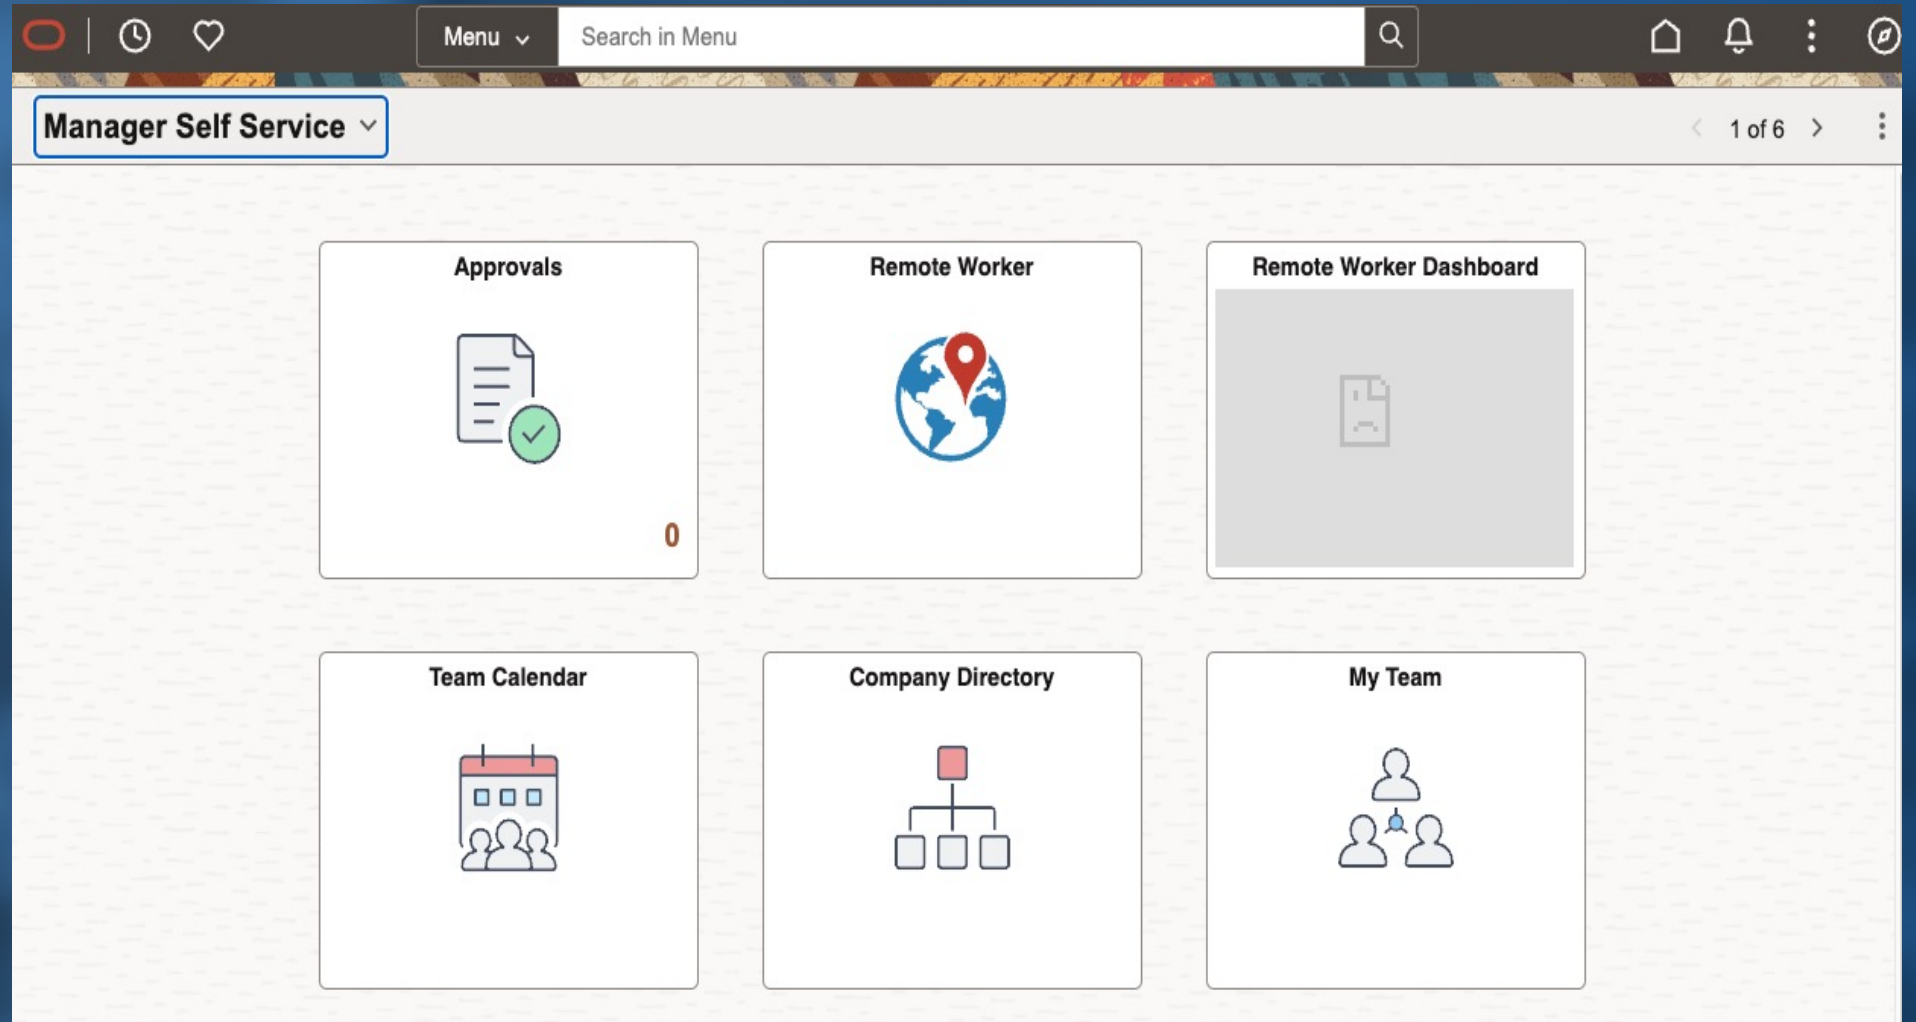 Menu
Search in Menu
Manager Self Service
1 of 6
Approvals
0
Remote Worker
Remote Worker Dashboard
Team Calendar
Company Directory
My Team